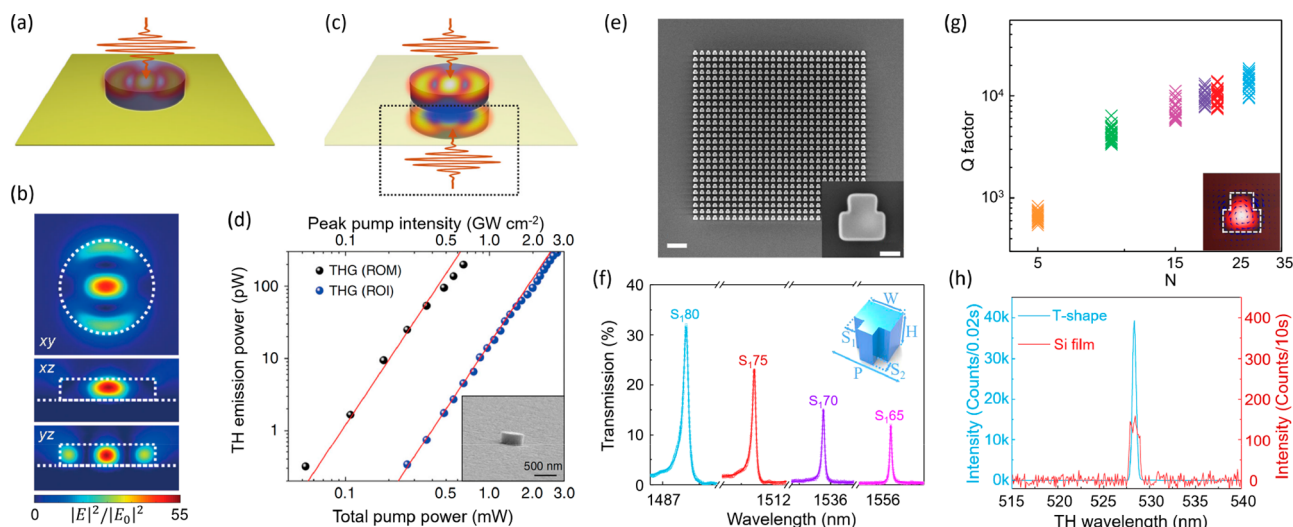 (a)
(c)
(e)
(g)
(b)
xy
xz
yz
0 |E|²/|E₀|² 55
(d)
Peak pump intensity (GW cm⁻²)
0.1 0.5 1.0 3.0
THG (ROM)
THG (ROI)
TH emission power (pW)
100
10
1
500 nm
0.1 0.5 1.0 3.0
Total pump power (mW)
Q factor
10⁴
10³
5 15 25 35
N
(f)
Transmission (%)
40
30
20
10
0
S₁80
S₁75
S₁70
S₁65
W
H
S₁
S₂
P
1487 1512 1536 1556
Wavelength (nm)
(h)
T-shape
Si film
Intensity (Counts/0.02s)
40k
30k
20k
10k
0k
Intensity (Counts/10s)
400
300
200
100
0
515 520 525 530 535 540
TH wavelength (nm)